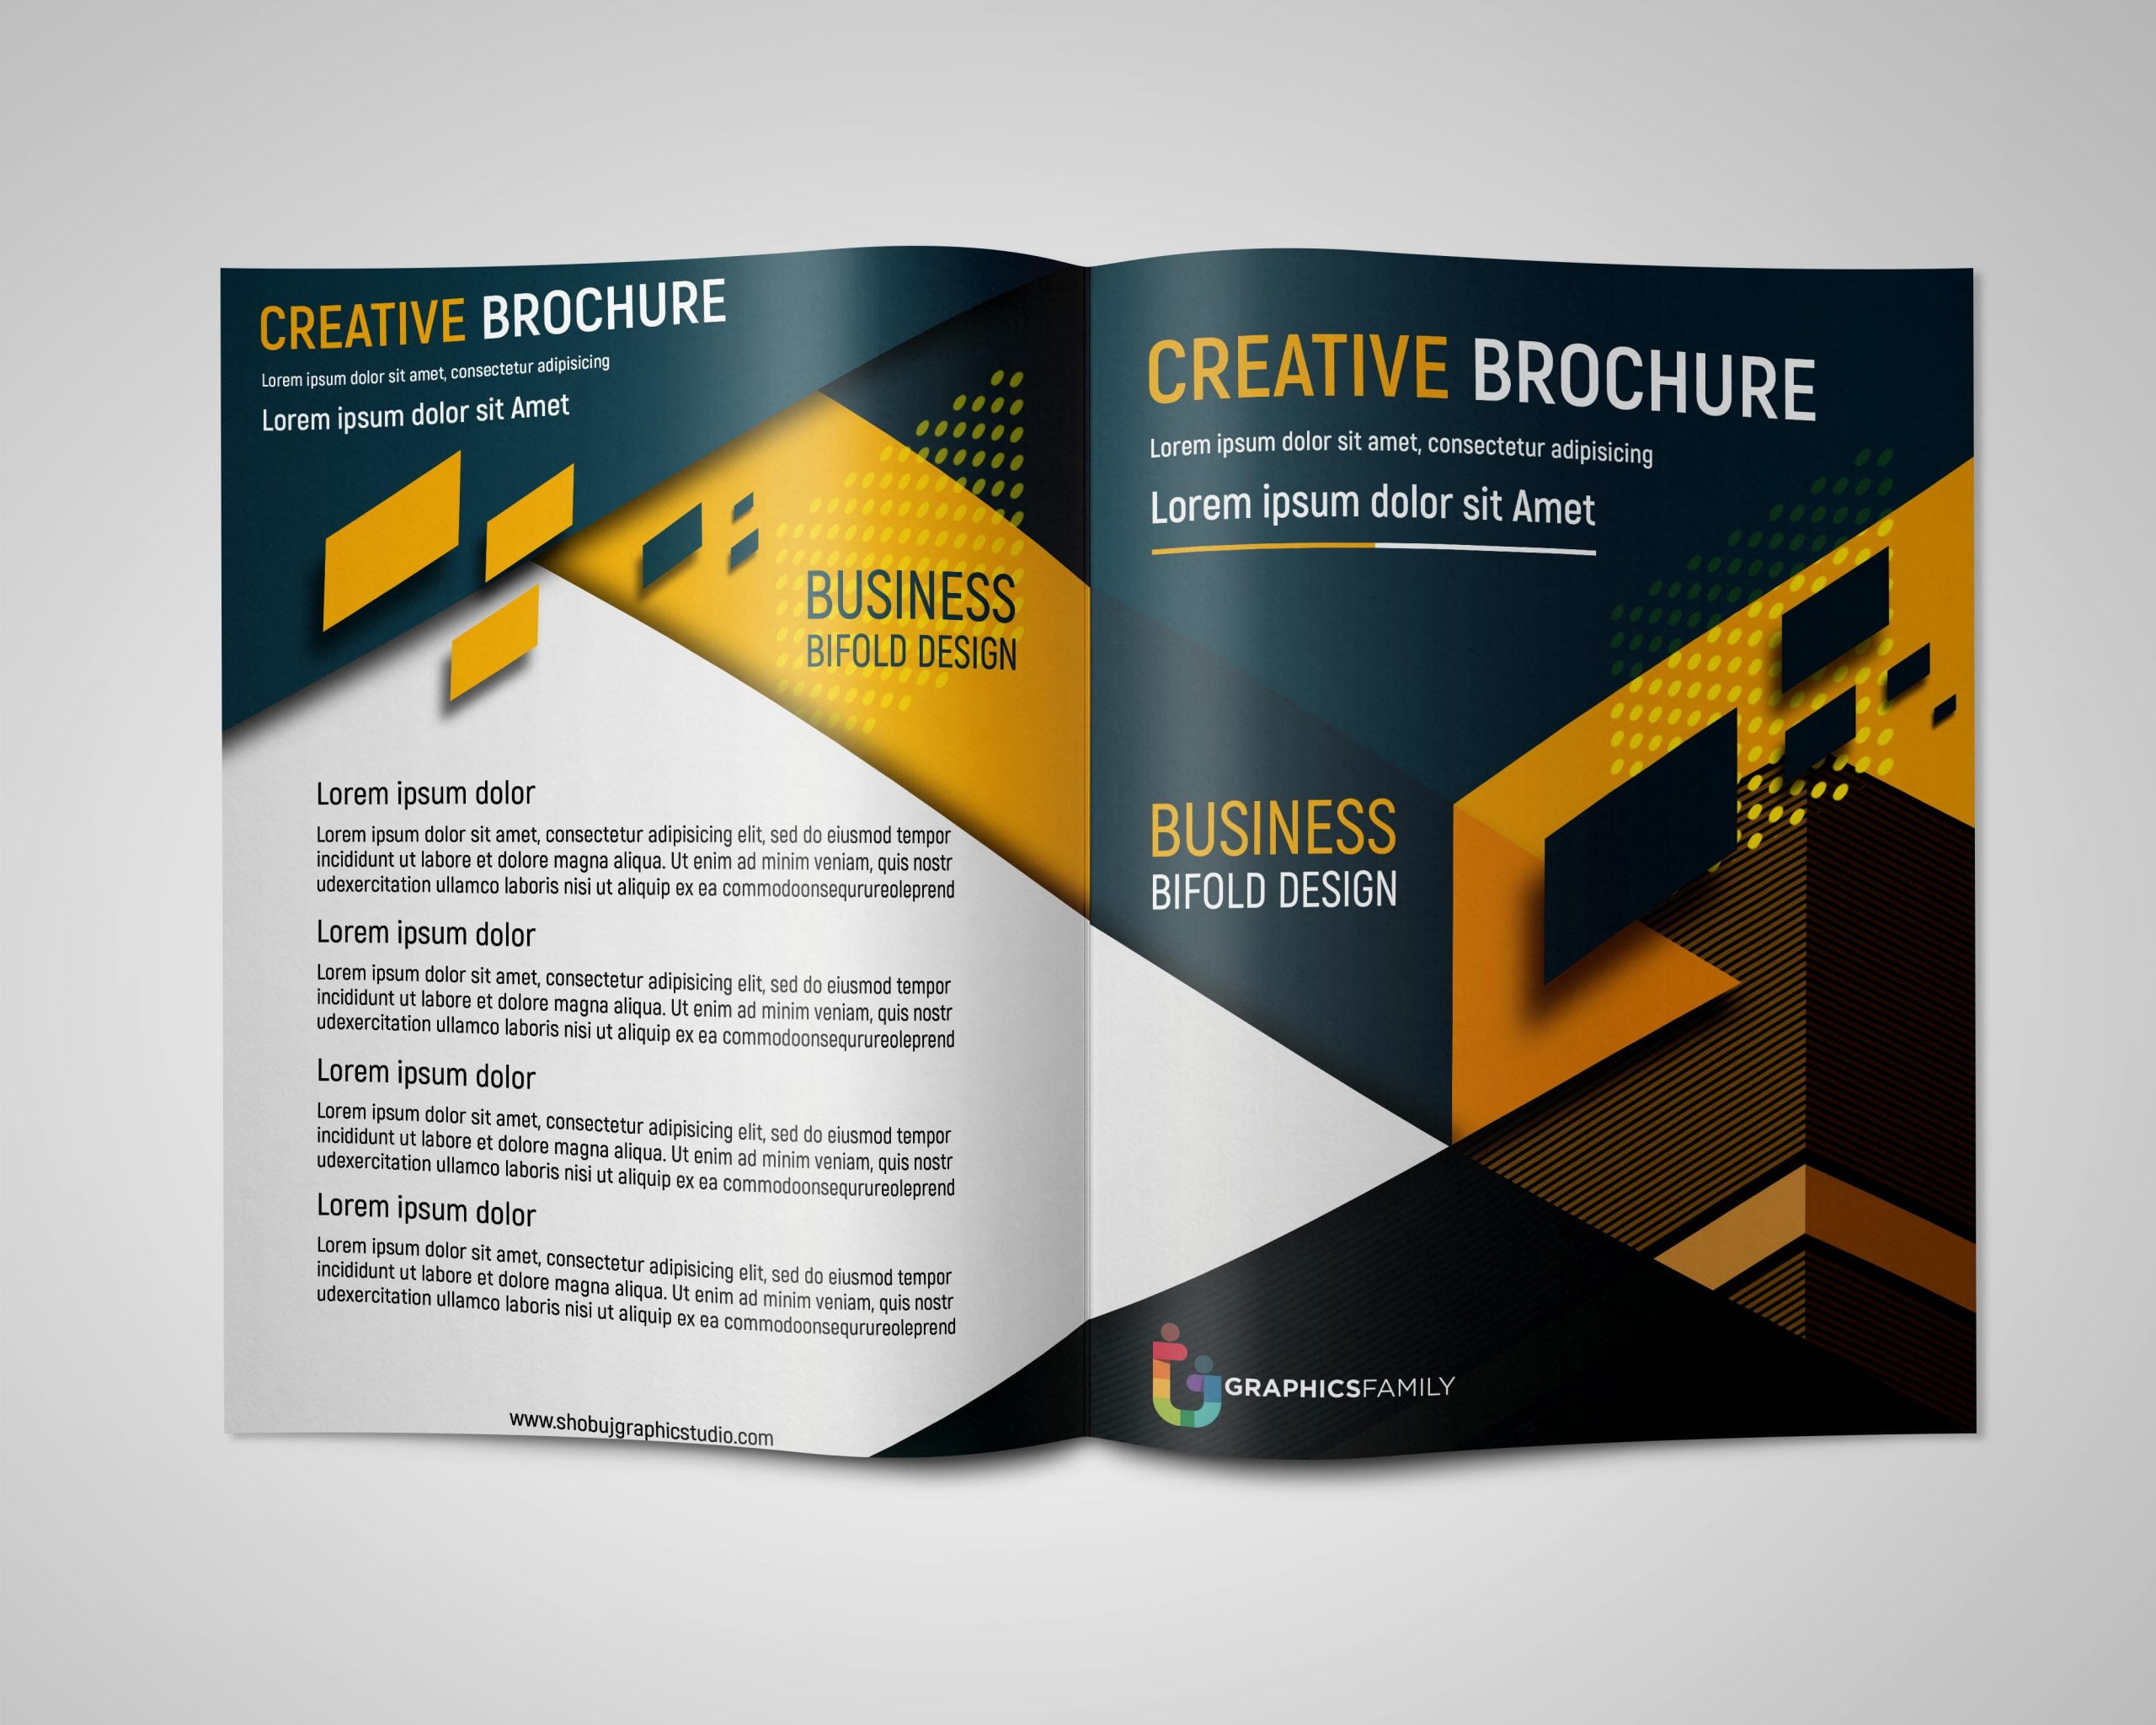 CREATIVE BROCHURE
Lorem ipsum dolor sit amet, consectetur adipisicing
Lorem ipsum dolor sit Amet
BUSINESS
BIFOLD DESIGN
Lorem ipsum dolor
Lorem ipsum dolor sit amet, consectetur adipisicing elit, sed do eiusmod tempor
incididunt ut labore et dolore magna aliqua. Ut enim ad minim veniam, quis nostr
udexercitation ullamco laboris nisi ut aliquip ex ea commodoonsequrureoleprend
Lorem ipsum dolor
Lorem ipsum dolor sit amet, consectetur adipisicing elit, sed do eiusmod tempor
incididunt ut labore et dolore magna aliqua. Ut enim ad minim veniam, quis nostr
udexercitation ullamco laboris nisi ut aliquip ex ea commodoonsequrureoleprend
Lorem ipsum dolor
Lorem ipsum dolor sit amet, consectetur adipisicing elit, sed do eiusmod tempor
incididunt ut labore et dolore magna aliqua. Ut enim ad minim veniam, quis nostr
udexercitation ullamco laboris nisi ut aliquip ex ea commodoonsequrureoleprend
Lorem ipsum dolor
Lorem ipsum dolor sit amet, consectetur adipisicing elit, sed do eiusmod tempor
incididunt ut labore et dolore magna aliqua. Ut enim ad minim veniam, quis nostr
udexercitation ullamco laboris nisi ut aliquip ex ea commodoonsequrureoleprend
www.shobujgraphicstudio.com
CREATIVE BROCHURE
Lorem ipsum dolor sit amet, consectetur adipisicing
Lorem ipsum dolor sit Amet
BUSINESS
BIFOLD DESIGN
GRAPHICSFAMILY